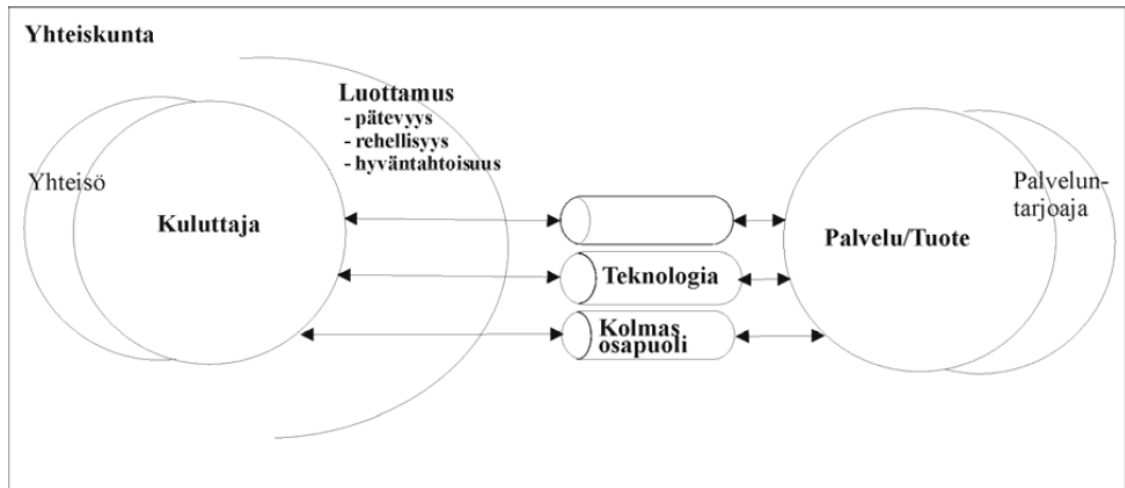 Yhteiskunta
Luottamus
- pätevyys
- rehellisyys
- hyväntahtoisuus
Yhteisö
Kuluttaja
Teknologia
Kolmas
osapuoli
Palvelu/Tuote
Palvelun-
tarjoaja